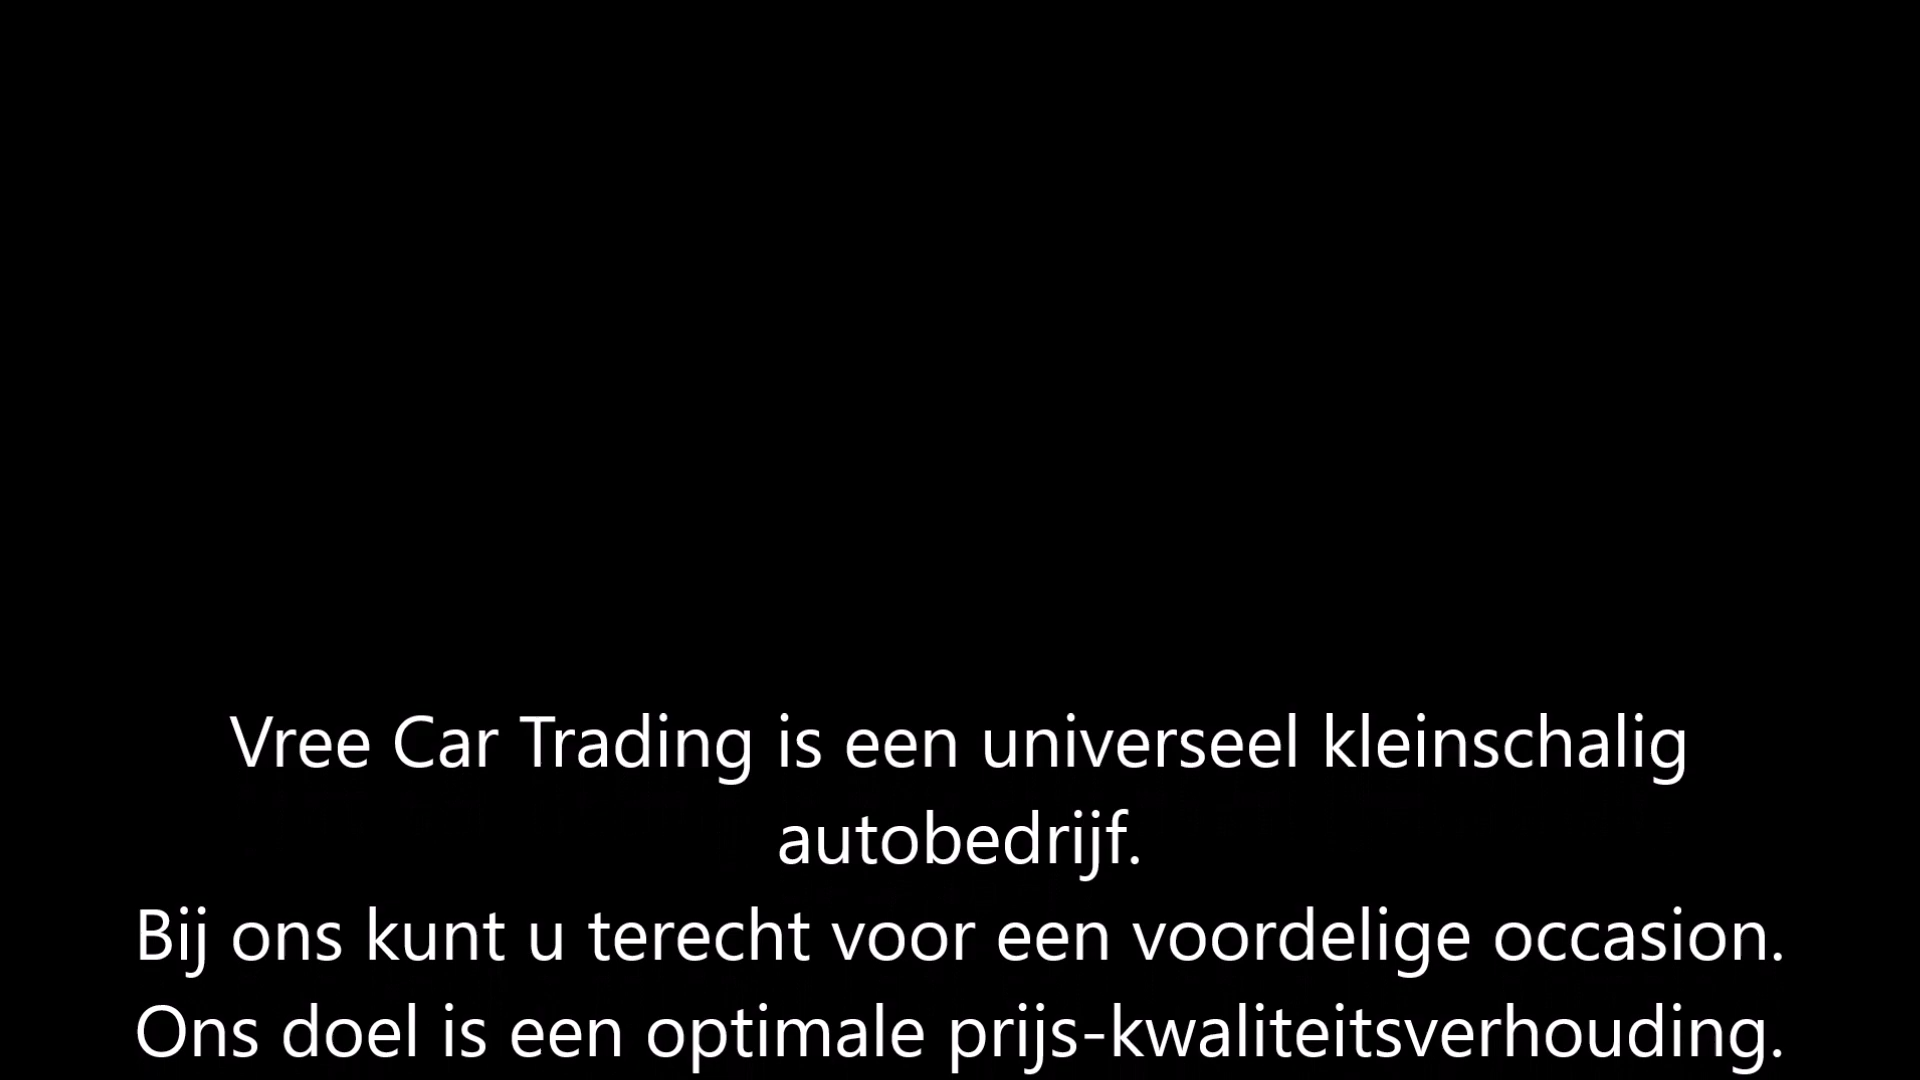 Vree Car Trading is een universeel kleinschalig
autobedrijf.
Bij ons kunt u terecht voor een voordelige occasion.
Ons doel is een optimale prijs-kwaliteitsverhouding.